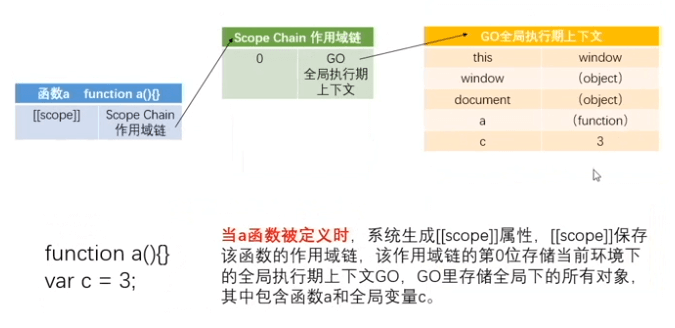 Scope Chain 作用域链
0 GO
全局执行期
上下文
GO全局执行期上下文
this window
window （object）
document （object）
a （function）
c 3
函数a function a(){}
[[scope]] Scope Chain
作用域链
function a(){}
var c = 3;
当a函数被定义时，系统生成[[scope]]属性，[[scope]]保存
该函数的作用域链，该作用域链的第0位存储当前环境下
的全局执行期上下文GO，GO里存储全局下的所有对象，
其中包含函数a和全局变量c。